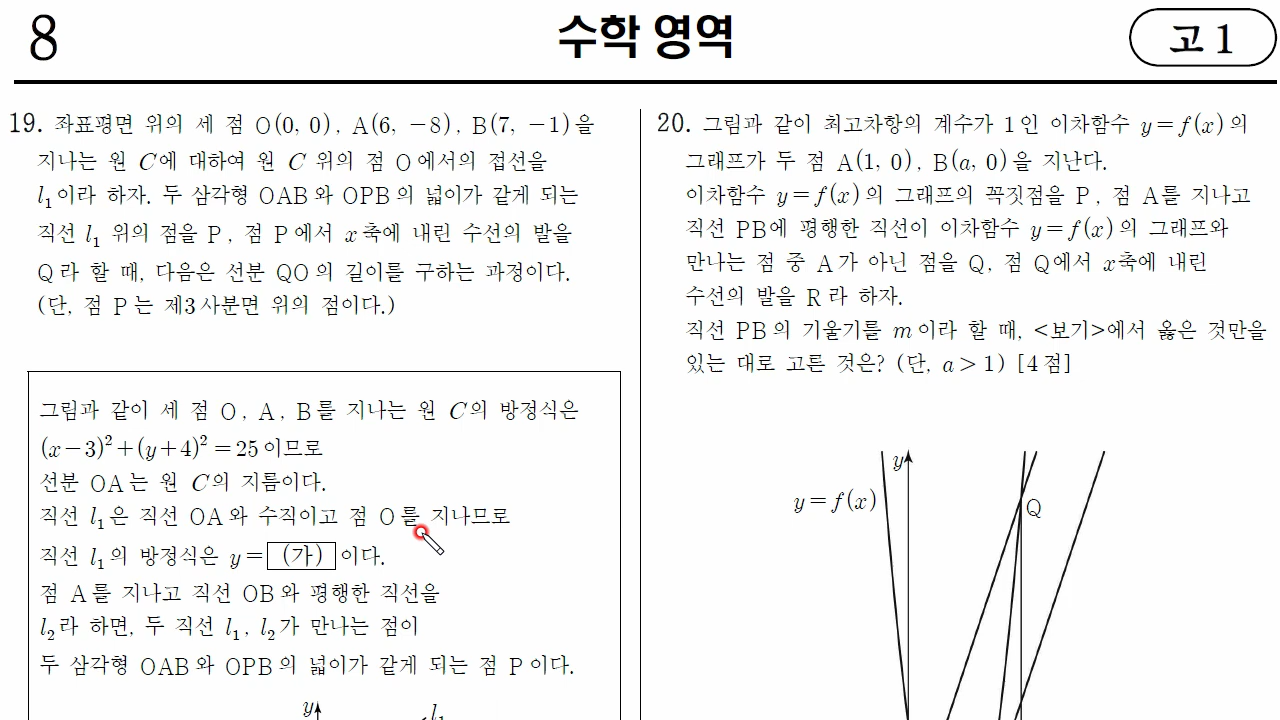 8
수학 영역
고 1
19. 좌표평면 위의 세 점 O(0, 0), A(6, -8), B(7, -1)을
지나는 원 C에 대하여 원 C 위의 점 O에서의 접선을
l₁이라 하자. 두 삼각형 OAB와 OPB의 넓이가 같게 되는
직선 l₁ 위의 점을 P, 점 P에서 x축에 내린 수선의 발을
Q라 할 때, 다음은 선분 QO의 길이를 구하는 과정이다.
(단, 점 P는 제3사분면 위의 점이다.)
그림과 같이 세 점 O, A, B를 지나는 원 C의 방정식은
(x-3)²+(y+4)²=25이므로
선분 OA는 원 C의 지름이다.
직선 l₁은 직선 OA와 수직이고 점 O를 지나므로
직선 l₁의 방정식은 y= (가) 이다.
점 A를 지나고 직선 OB와 평행한 직선을
l₂라 하면, 두 직선 l₁, l₂가 만나는 점이
두 삼각형 OAB와 OPB의 넓이가 같게 되는 점 P이다.
y
l₁
20. 그림과 같이 최고차항의 계수가 1인 이차함수 y=f(x)의
그래프가 두 점 A(1, 0), B(a, 0)을 지난다.
이차함수 y=f(x)의 그래프의 꼭짓점을 P, 점 A를 지나고
직선 PB에 평행한 직선이 이차함수 y=f(x)의 그래프와
만나는 점 중 A가 아닌 점을 Q, 점 Q에서 x축에 내린
수선의 발을 R라 하자.
직선 PB의 기울기를 m이라 할 때, <보기>에서 옳은 것만을
있는 대로 고른 것은? (단, a>1) [4점]
y
y=f(x)
Q